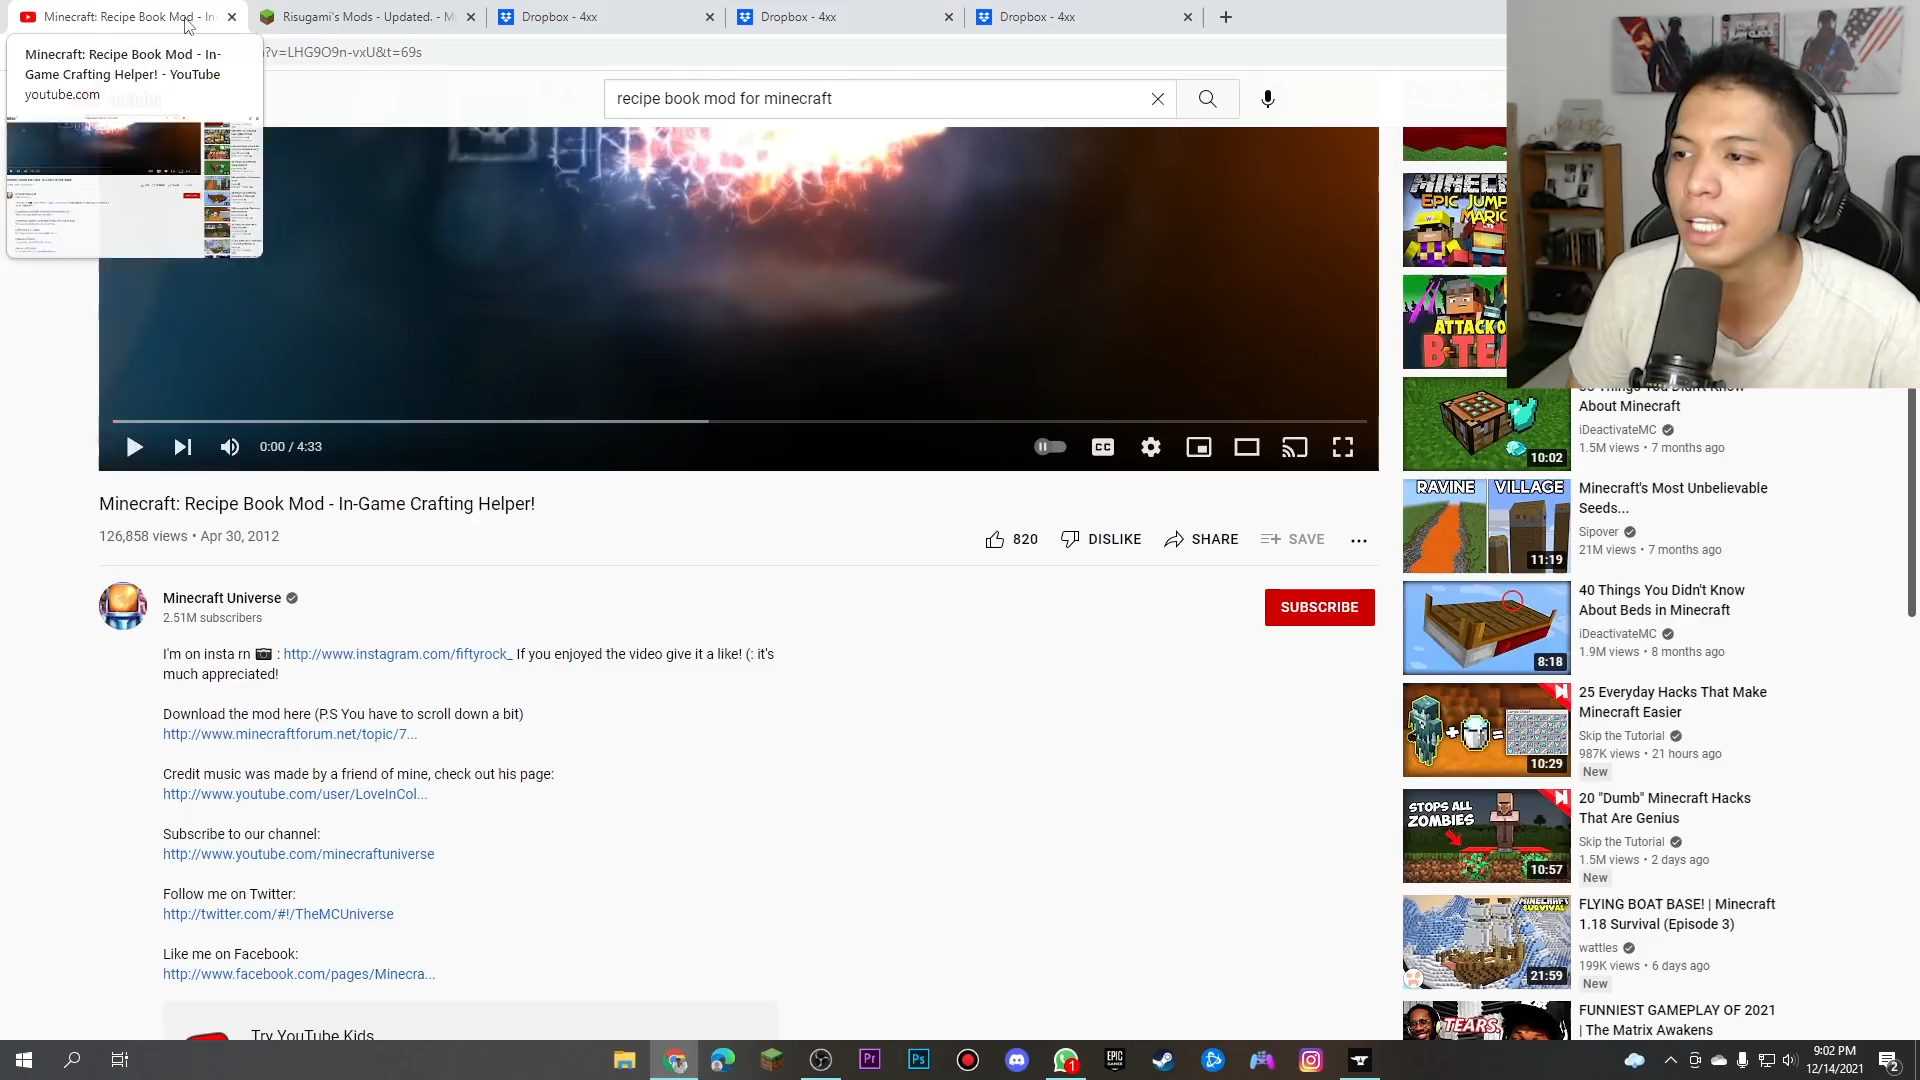 Minecraft: Recipe Book Mod - In-
Risugami's Mods - Updated. - Mi
Dropbox - 4xx
Dropbox - 4xx
Dropbox - 4xx
Minecraft: Recipe Book Mod - In-
Game Crafting Helper! - YouTube
youtube.com
?v=LHG9O9n-vxU&t=69s
recipe book mod for minecraft
0:00 / 4:33
CC
Minecraft: Recipe Book Mod - In-Game Crafting Helper!
126,858 views • Apr 30, 2012
820
DISLIKE
SHARE
SAVE
Minecraft Universe
2.51M subscribers
SUBSCRIBE
I'm on insta rn : http://www.instagram.com/fiftyrock_ If you enjoyed the video give it a like! (: it's
much appreciated!
Download the mod here (P.S You have to scroll down a bit)
http://www.minecraftforum.net/topic/7...
Credit music was made by a friend of mine, check out his page:
http://www.youtube.com/user/LoveInCol...
Subscribe to our channel:
http://www.youtube.com/minecraftuniverse
Follow me on Twitter:
http://twitter.com/#!/TheMCUniverse
Like me on Facebook:
http://www.facebook.com/pages/Minecra...
Try YouTube Kids
MINEC
EPIC JUMP
MARIO
ATTACK O
B-TEA
About Minecraft
iDeactivateMC
1.5M views • 7 months ago
10:02
RAVINE
VILLAGE
11:19
Minecraft's Most Unbelievable
Seeds...
Sipover
21M views • 7 months ago
8:18
40 Things You Didn't Know
About Beds in Minecraft
iDeactivateMC
1.9M views • 8 months ago
10:29
25 Everyday Hacks That Make
Minecraft Easier
Skip the Tutorial
987K views • 21 hours ago
New
STOPS ALL
ZOMBIES
10:57
20 "Dumb" Minecraft Hacks
That Are Genius
Skip the Tutorial
1.5M views • 2 days ago
New
MINECRAFT
SURVIVAL
21:59
FLYING BOAT BASE! | Minecraft
1.18 Survival (Episode 3)
wattles
199K views • 6 days ago
New
TEARS.
FUNNIEST GAMEPLAY OF 2021
| The Matrix Awakens
Pr
Ps
1
EPIC
GAMES
9:02 PM
12/14/2021
2